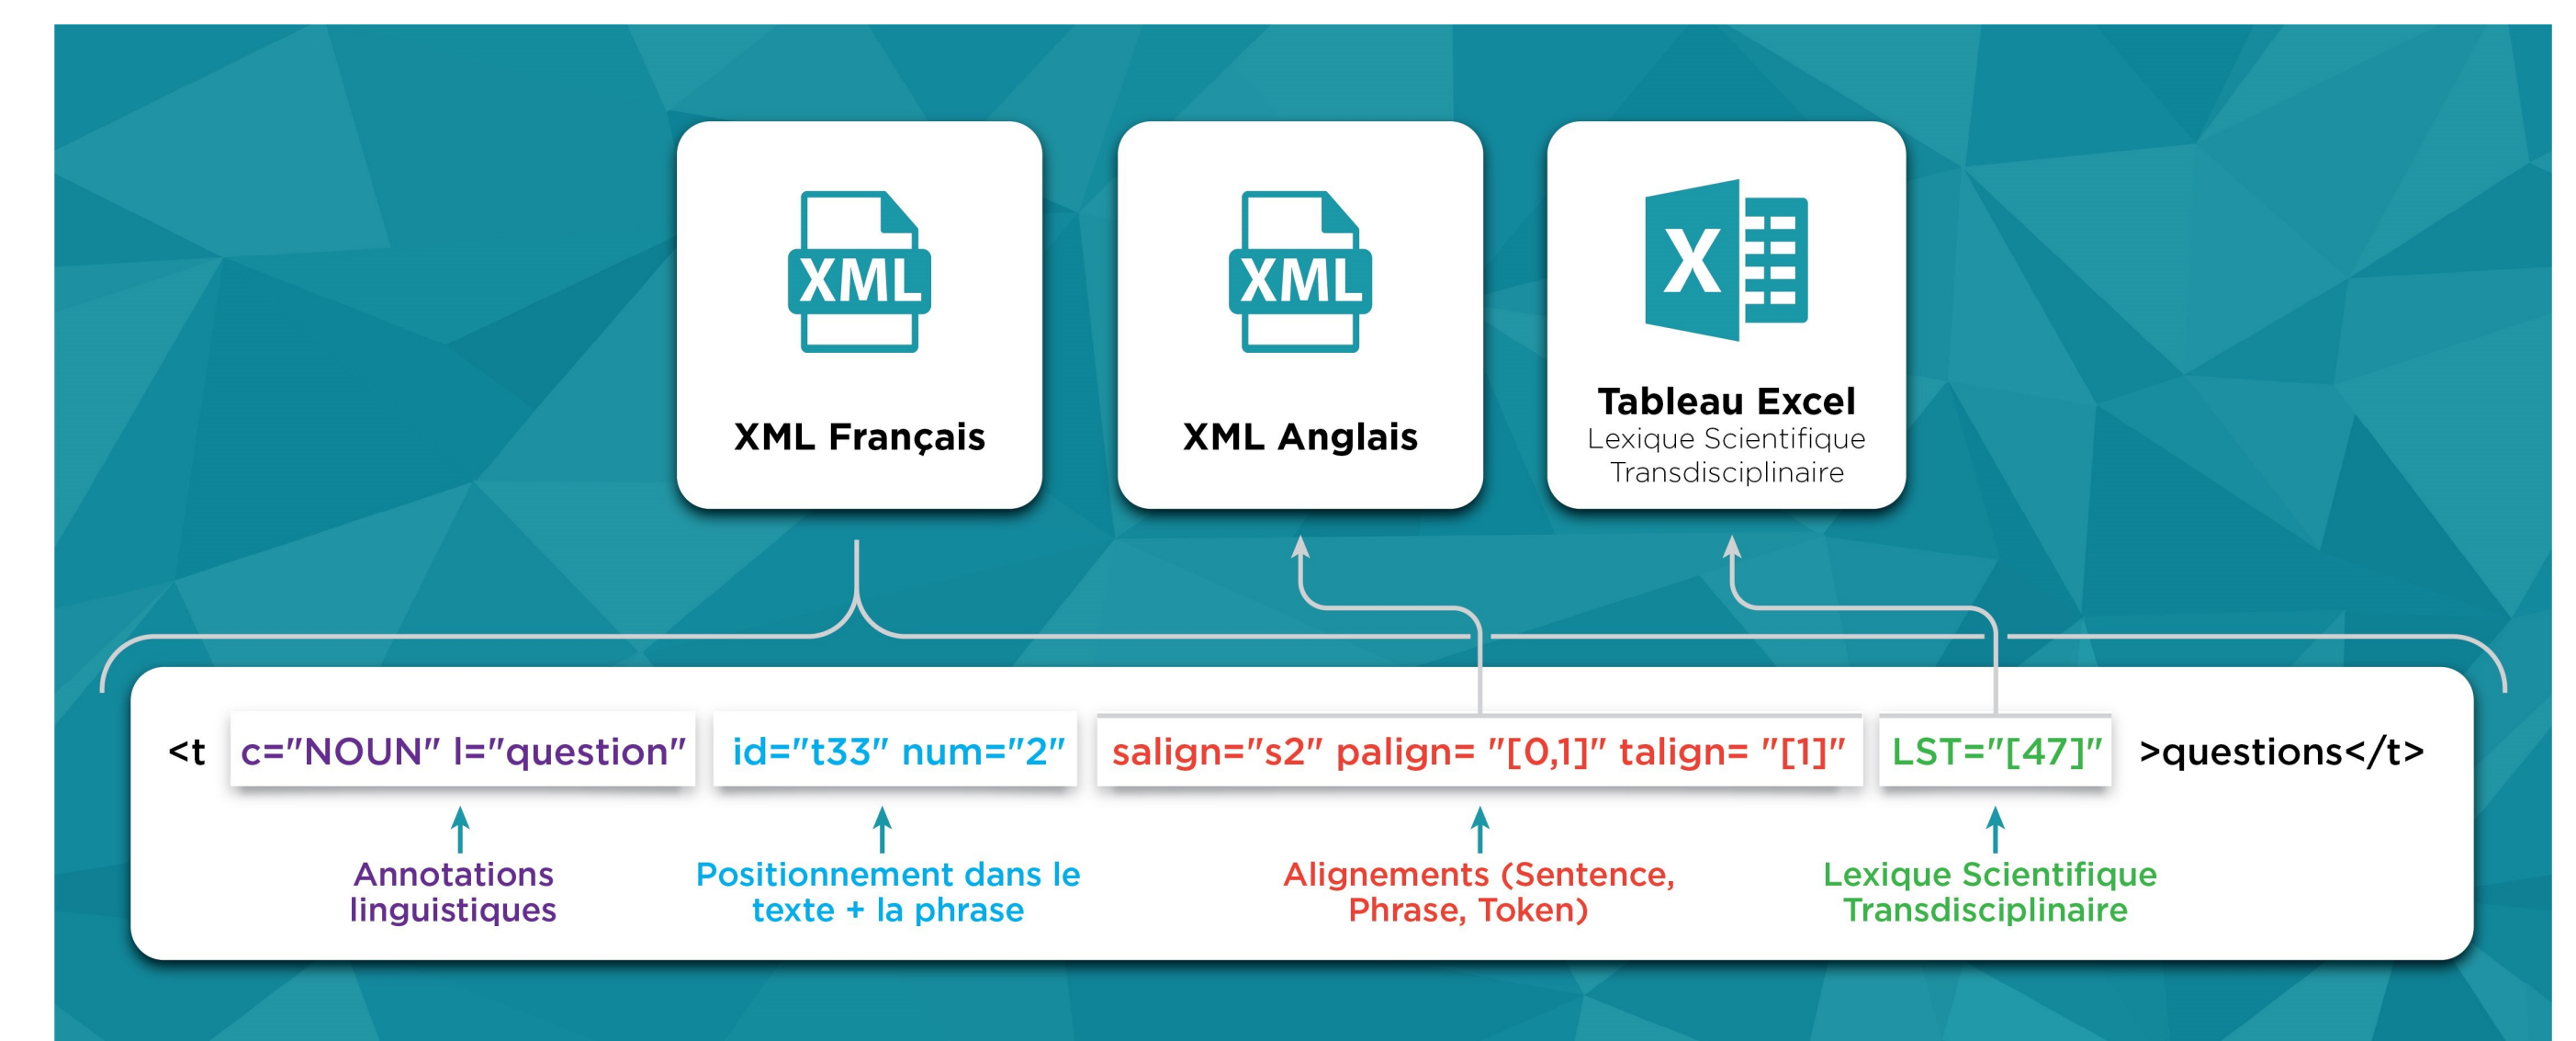 XML
XML Français
XML
XML Anglais
X
Tableau Excel
Lexique Scientifique
Transdisciplinaire
<t c="NOUN" l="question" id="t33" num="2" salign="s2" palign= "[0,1]" talign= "[1]" LST="[47]" >questions</t>
Annotations
linguistiques
Positionnement dans le
texte + la phrase
Alignements (Sentence,
Phrase, Token)
Lexique Scientifique
Transdisciplinaire